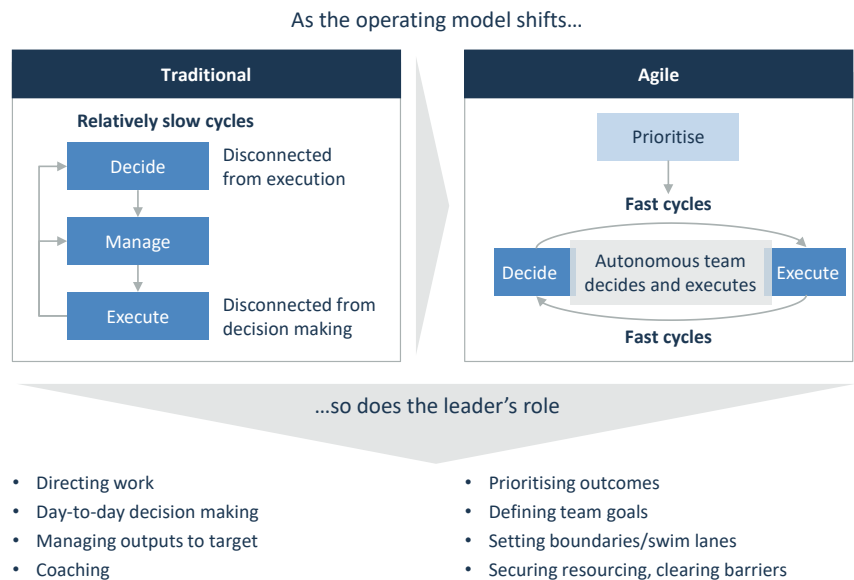 As the operating model shifts…
Traditional
Relatively slow cycles
Decide
Disconnected
from execution
Manage
Execute
Disconnected from
decision making
Agile
Prioritise
Fast cycles
Decide
Autonomous team
decides and executes
Execute
Fast cycles
…so does the leader’s role
• Directing work
• Day-to-day decision making
• Managing outputs to target
• Coaching
• Prioritising outcomes
• Defining team goals
• Setting boundaries/swim lanes
• Securing resourcing, clearing barriers